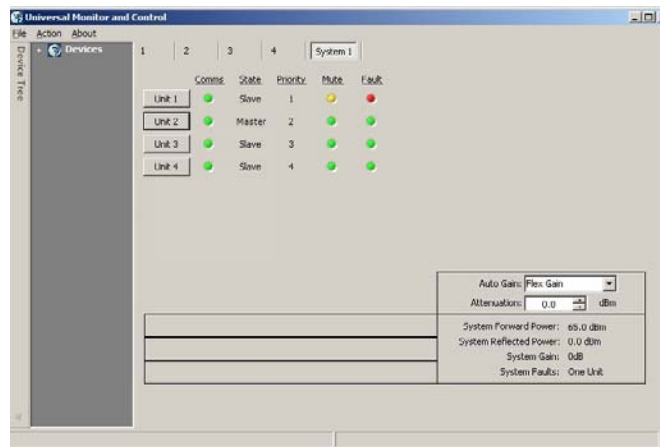 Universal Monitor and Control
File Action About
Device Tree
+ Devices
1 2 3 4 System 1
Comms State Priority Mute Fault
Unit 1 Slave 1
Unit 2 Master 2
Unit 3 Slave 3
Unit 4 Slave 4
Auto Gain: Flex Gain
Attenuation: 0.0 dBm
System Forward Power: 65.0 dBm
System Reflected Power: 0.0 dBm
System Gain: 0dB
System Faults: One Unit